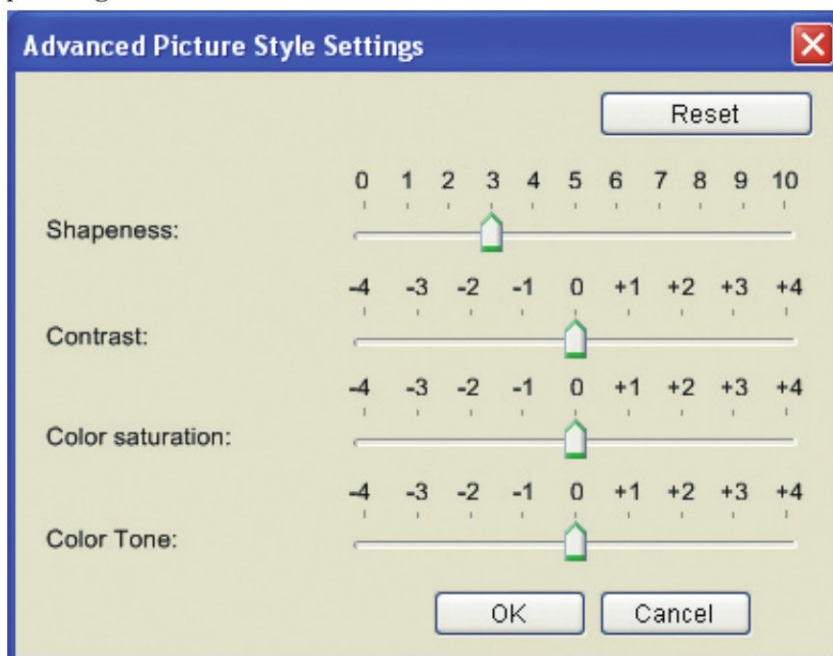 Advanced Picture Style Settings
Reset
0 1 2 3 4 5 6 7 8 9 10
Shapeness:
-4 -3 -2 -1 0 +1 +2 +3 +4
Contrast:
-4 -3 -2 -1 0 +1 +2 +3 +4
Color saturation:
-4 -3 -2 -1 0 +1 +2 +3 +4
Color Tone:
OK Cancel